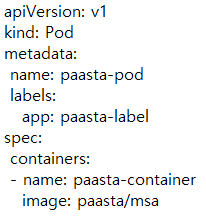 apiVersion: v1
kind: Pod
metadata:
 name: paasta-pod
 labels:
   app: paasta-label
spec:
 containers:
 - name: paasta-container
   image: paasta/msa